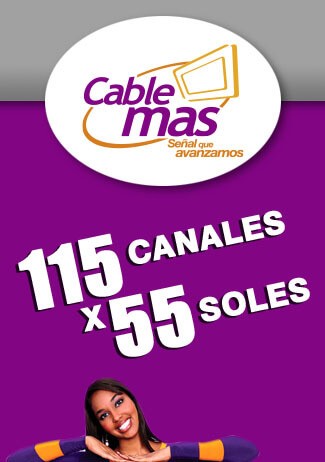 Cable
mas
Señal que
avanzamos
115 CANALES
x 55 SOLES